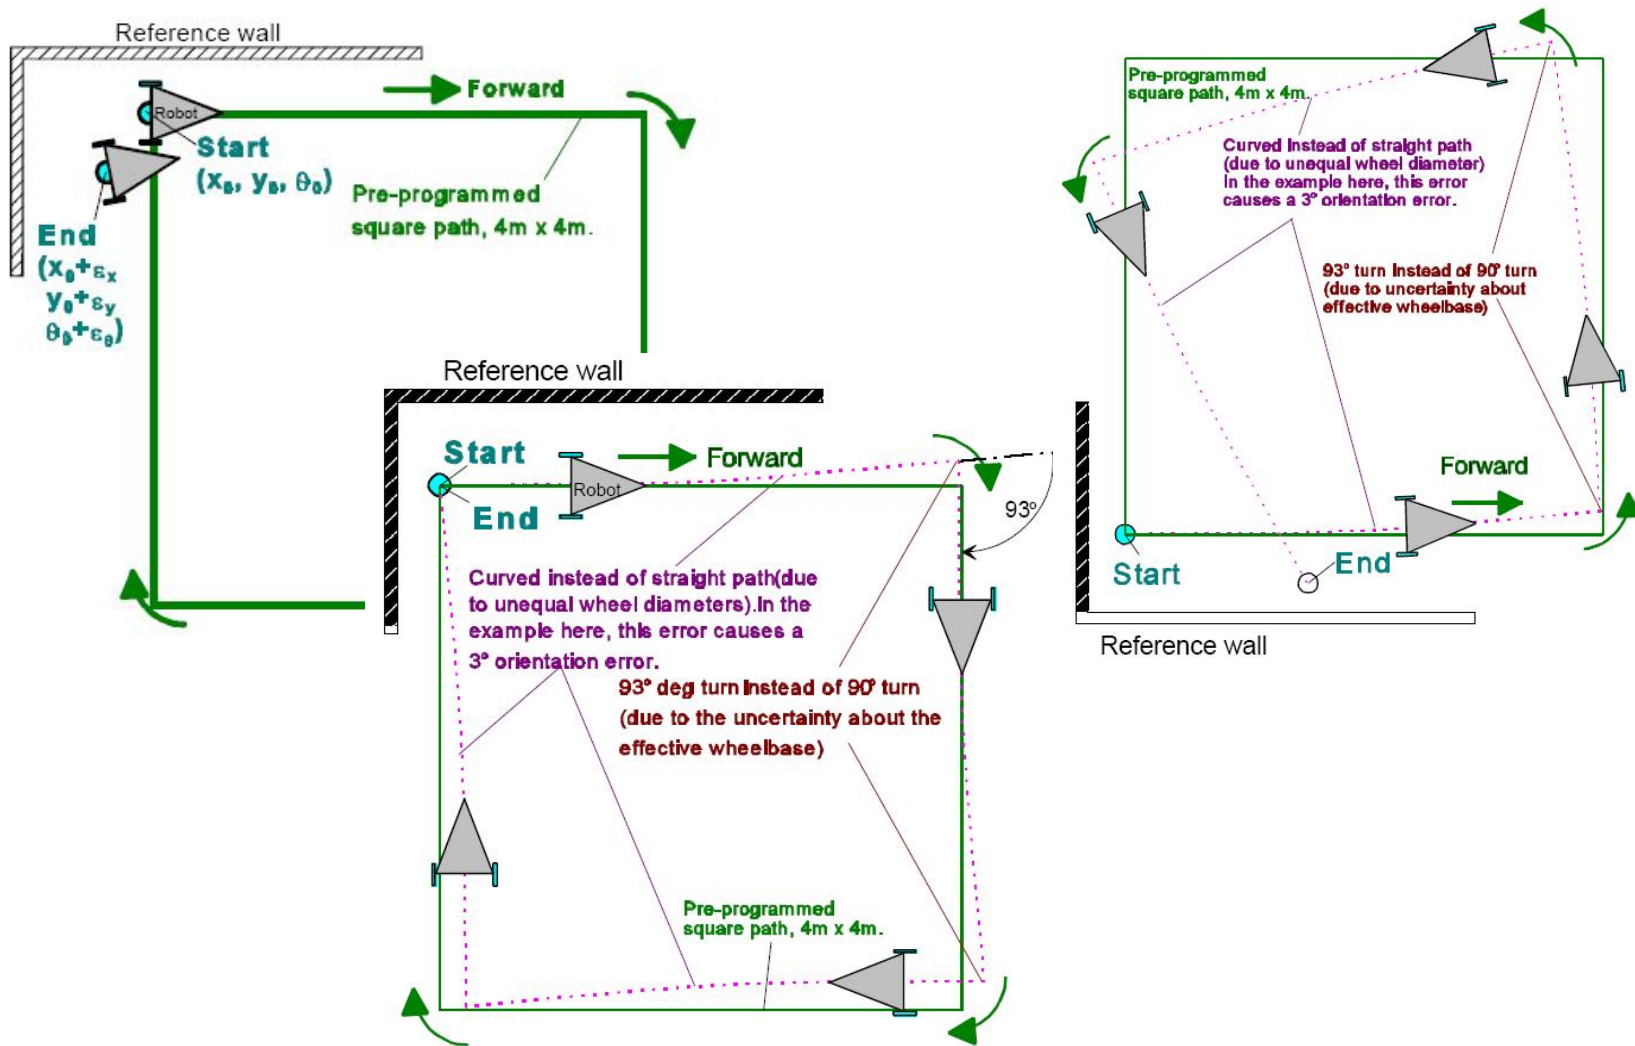 Reference wall
Forward
Robot
Start
(x₀, y₀, θ₀)
Pre-programmed
square path, 4m x 4m.
End
(x₀+εₓ
y₀+εᵧ
θ₀+εθ)
Reference wall
Start
Forward
Robot
End
93°
Curved instead of straight path(due
to unequal wheel diameters).In the
example here, this error causes a
3° orientation error.
93° deg turn instead of 90° turn
(due to the uncertainty about the
effective wheelbase)
Pre-programmed
square path, 4m x 4m.
Pre-programmed
square path, 4m x 4m.
Curved instead of straight path
(due to unequal wheel diameter)
In the example here, this error
causes a 3° orientation error.
93° turn instead of 90° turn
(due to uncertainty about
effective wheelbase)
Forward
Start
End
Reference wall